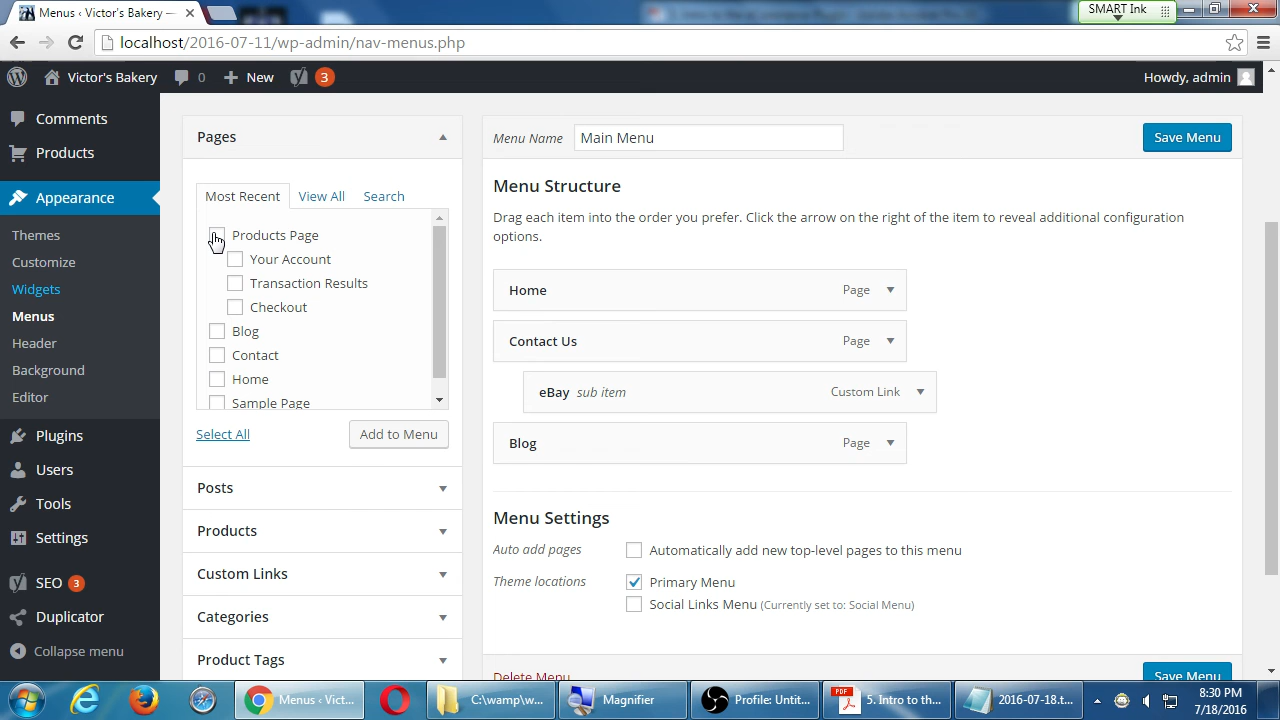 Menus ‹ Victor's Bakery —
SMART Ink
localhost/2016-07-11/wp-admin/nav-menus.php
Victor's Bakery
0
New
3
Howdy, admin
Comments
Products
Appearance
Themes
Customize
Widgets
Menus
Header
Background
Editor
Plugins
Users
Tools
Settings
SEO 3
Duplicator
Collapse menu
Pages
Most Recent
View All
Search
Products Page
Your Account
Transaction Results
Checkout
Blog
Contact
Home
Sample Page
Select All
Add to Menu
Posts
Products
Custom Links
Categories
Product Tags
Menu Name
Main Menu
Save Menu
Menu Structure
Drag each item into the order you prefer. Click the arrow on the right of the item to reveal additional configuration
options.
Home Page
Contact Us Page
eBay sub item Custom Link
Blog Page
Menu Settings
Auto add pages
Automatically add new top-level pages to this menu
Theme locations
Primary Menu
Social Links Menu (Currently set to: Social Menu)
Delete Menu
Save Menu
Menus ‹ Vict...
C:\wamp\w...
Magnifier
Profile: Untit...
PDF
5. Intro to th...
2016-07-18.t...
8:30 PM
7/18/2016